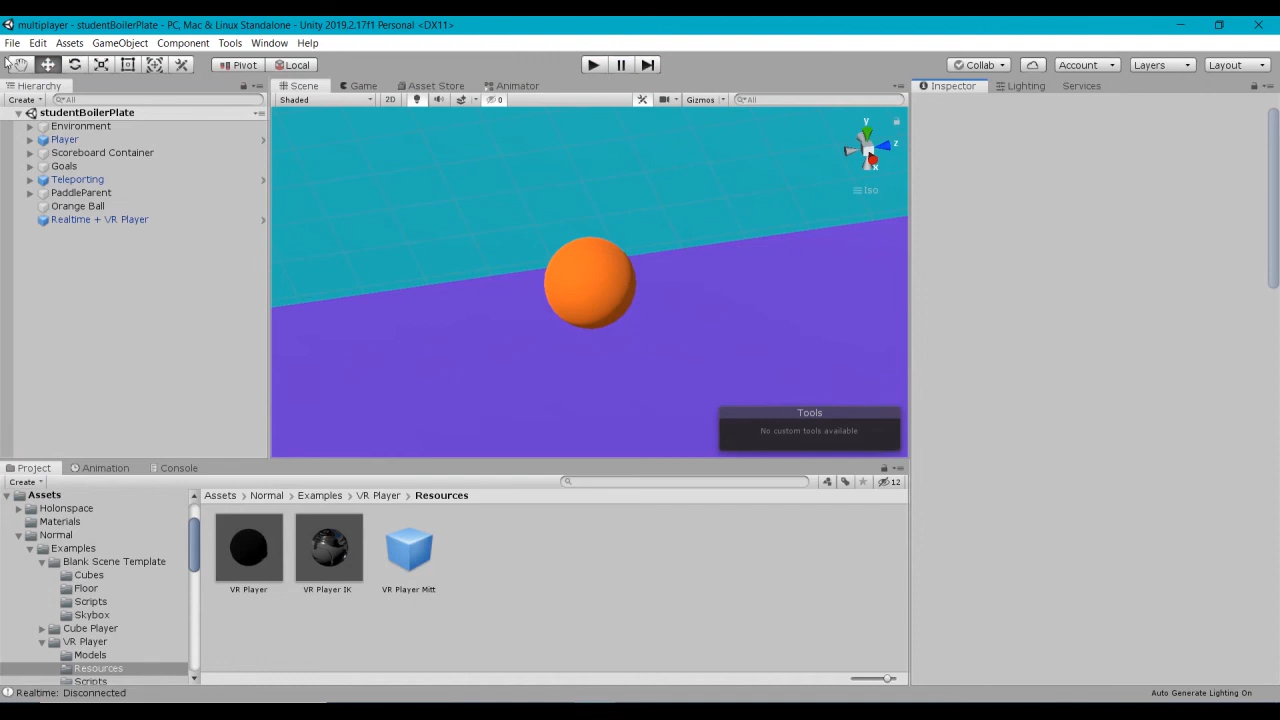 multiplayer - studentBoilerPlate - PC, Mac & Linux Standalone - Unity 2019.2.17f1 Personal <DX11>
File Edit Assets GameObject Component Tools Window Help
Pivot Local Collab Account Layers Layout
Hierarchy Scene Game Asset Store Animator Inspector Lighting Services
Create All Shaded 2D 0 Gizmos All
studentBoilerPlate
Environment
Player
Scoreboard Container
Goals
Teleporting
PaddleParent
Orange Ball
Realtime + VR Player
y
z
x
Iso
Tools
No custom tools available
Project Animation Console
Create 12
Assets
Holonspace
Materials
Normal
Examples
Blank Scene Template
Cubes
Floor
Scripts
Skybox
Cube Player
VR Player
Models
Resources
Scripts
Assets Normal Examples VR Player Resources
VR Player VR Player IK VR Player Mitt
Realtime: Disconnected Auto Generate Lighting On